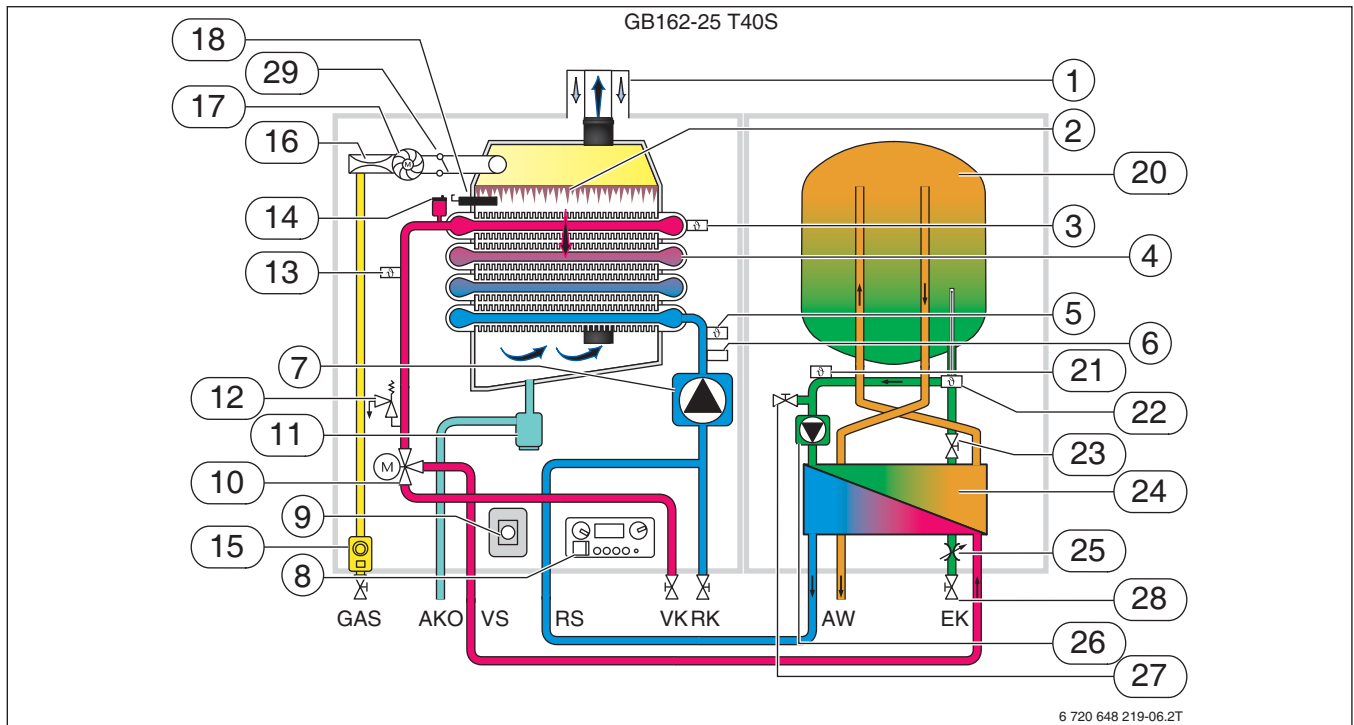 GB162-25 T40S
18
29
17
16
14
13
12
11
10
9
8
15
7
1
2
3
4
5
6
20
21
22
23
24
25
28
26
27
M
M
GAS AKO VS RS VK RK AW EK
ϑ
ϑ
ϑ
ϑ
ϑ
6 720 648 219-06.2T